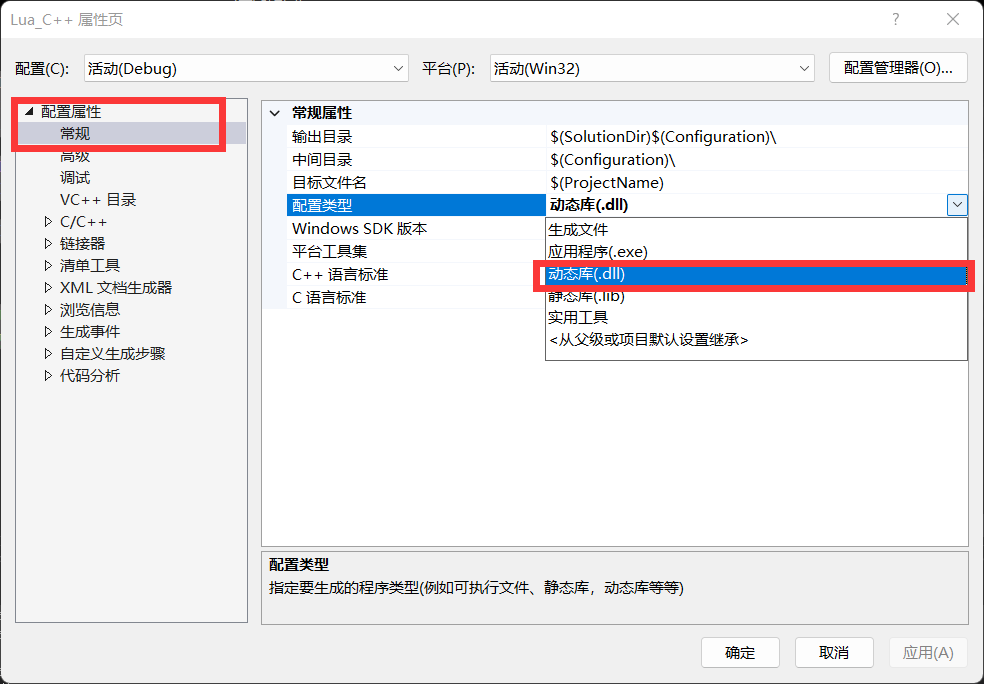 Lua_C++ 属性页
配置(C): 活动(Debug) 平台(P): 活动(Win32) 配置管理器(O)...
配置属性
常规
高级
调试
VC++ 目录
C/C++
链接器
清单工具
XML 文档生成器
浏览信息
生成事件
自定义生成步骤
代码分析
常规属性
输出目录 $(SolutionDir)$(Configuration)\
中间目录 $(Configuration)\
目标文件名 $(ProjectName)
配置类型 动态库(.dll)
Windows SDK 版本
平台工具集
C++ 语言标准
C 语言标准
生成文件
应用程序(.exe)
动态库(.dll)
静态库(.lib)
实用工具
<从父级或项目默认设置继承>
配置类型
指定要生成的程序类型(例如可执行文件、静态库，动态库等等)
确定 取消 应用(A)